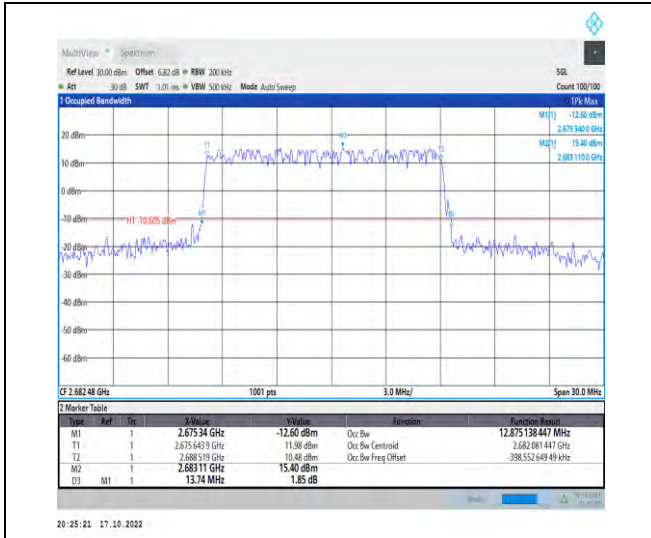 MultiView Spectrum
Ref Level 30.00 dBm Offset 6.82 dB RBW 200 kHz SGL
Att 30 dB SWT 1.01 ms VBW 500 kHz Mode Auto Sweep Count 100/100
1 Occupied Bandwidth 1Pk Max
M1[1] -12.60 dBm
2.675 340 0 GHz
M2[1] 15.40 dBm
2.683 110 0 GHz
20 dBm
M2
T1
T2
10 dBm
0 dBm
M1
-10 dBm
H1 -10.605 dBm
-20 dBm
-30 dBm
-40 dBm
-50 dBm
-60 dBm
CF 2.682 48 GHz 1001 pts 3.0 MHz/ Span 30.0 MHz
2 Marker Table
Type Ref Trc X-Value Y-Value Function Function Result
M1 1 2.675 34 GHz -12.60 dBm Occ Bw 12.875 138 447 MHz
T1 1 2.675 643 9 GHz 11.98 dBm Occ Bw Centroid 2.682 081 447 GHz
T2 1 2.688 519 GHz 10.48 dBm Occ Bw Freq Offset -398.552 649 49 kHz
M2 1 2.683 11 GHz 15.40 dBm
D3 M1 1 13.74 MHz 1.85 dB
20:25:21 17.10.2022